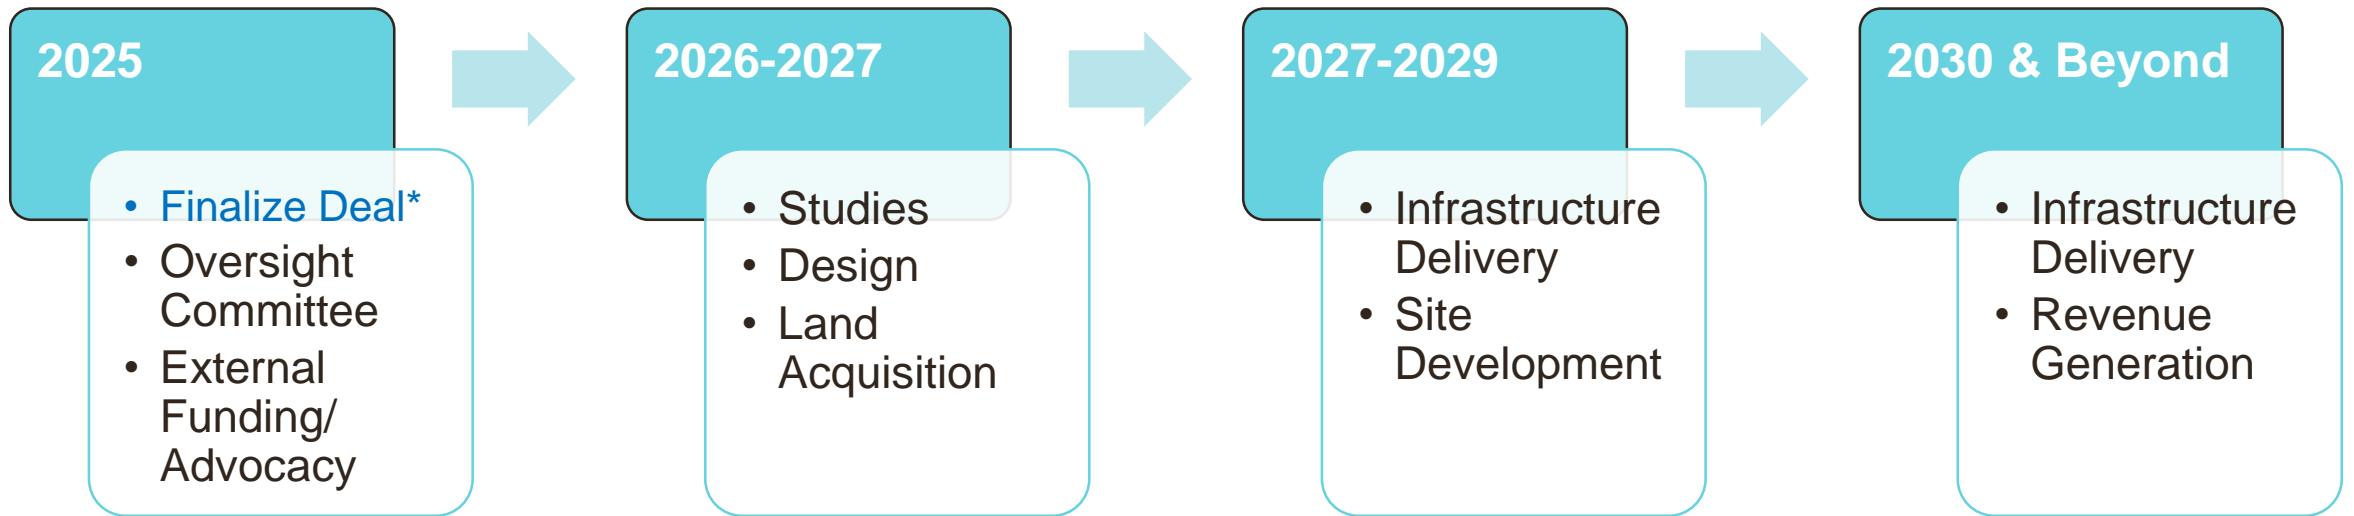 2025
• Finalize Deal*
• Oversight
Committee
• External
Funding/
Advocacy
2026-2027
• Studies
• Design
• Land
Acquisition
2027-2029
• Infrastructure
Delivery
• Site
Development
2030 & Beyond
• Infrastructure
Delivery
• Revenue
Generation